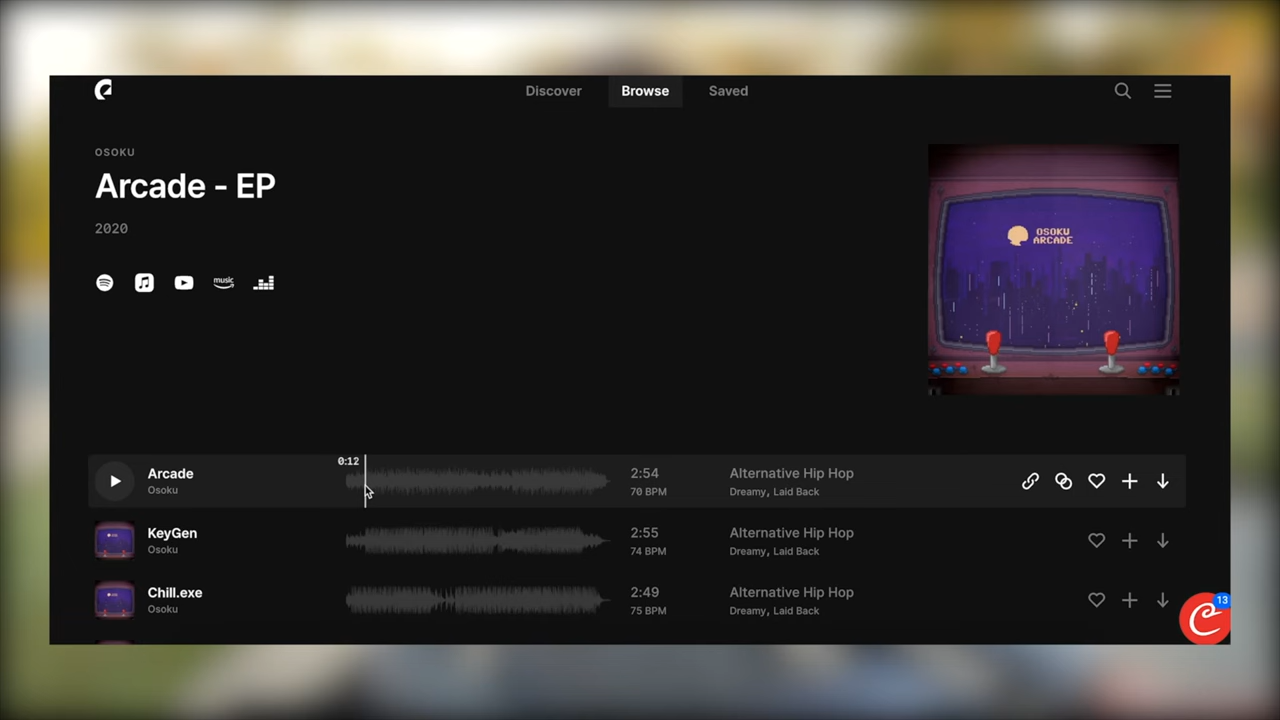 Discover
Browse
Saved
OSOKU
Arcade - EP
2020
music
OSOKU
ARCADE
0:12
Arcade
Osoku
2:54
70 BPM
Alternative Hip Hop
Dreamy, Laid Back
KeyGen
Osoku
2:55
74 BPM
Alternative Hip Hop
Dreamy, Laid Back
Chill.exe
Osoku
2:49
75 BPM
Alternative Hip Hop
Dreamy, Laid Back
13